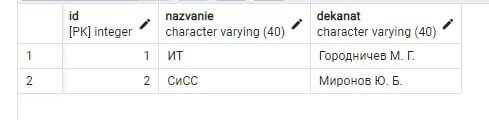 id nazvanie dekanat
[PK] integer character varying (40) character varying (40)
1 1 ИТ Городничев М. Г.
2 2 СиСС Миронов Ю. Б.